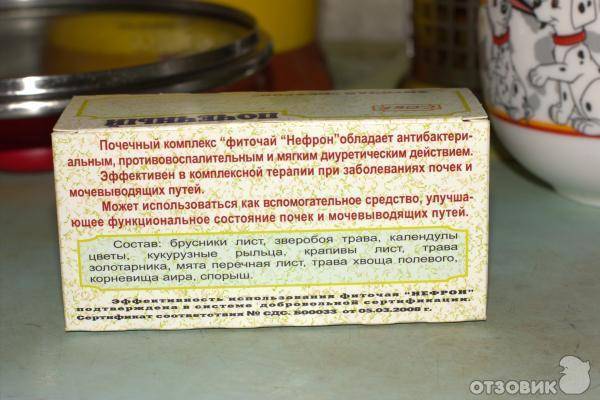 ПОЧЕЧНЫЙ
Почечный комплекс "фиточай "Нефрон"обладает антибактери-
альным, противовоспалительным и мягким диуретическим действием.
Эффективен в комплексной терапии при заболеваниях почек и
мочевыводящих путей.
Может использоваться как вспомогательное средство, улучша-
ющее функциональное состояние почек и мочевыводящих путей.
Состав: брусники лист, зверобоя трава, календулы
цветы, кукурузные рыльца, крапивы лист, трава
золотарника, мята перечная лист, трава хвоща полевого,
корневища аира, спорыш.
Эффективность использования фиточая "НЕФРОН"
подтверждена в системе добровольной сертификации.
Сертификат соответствия № СДС. Б00033 от 05.03.2008 г.
ОТЗОВИК